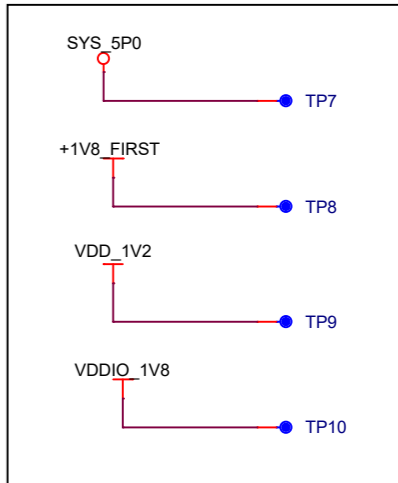 SYS_5P0
TP7
+1V8_FIRST
TP8
VDD_1V2
TP9
VDDIO_1V8
TP10